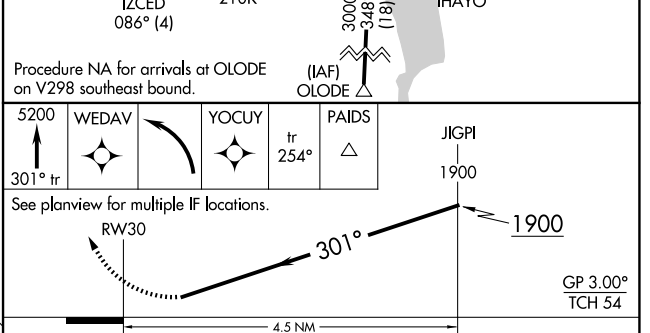 IZCED
086° (4)
3000
348°
(18)
IHAYO
Procedure NA for arrivals at OLODE
on V298 southeast bound.
(IAF)
OLODE
5200
301° tr
WEDAV
YOCUY
tr
254°
PAIDS
JIGPI
1900
See planview for multiple IF locations.
RW30
301°
1900
GP 3.00°
TCH 54
4.5 NM